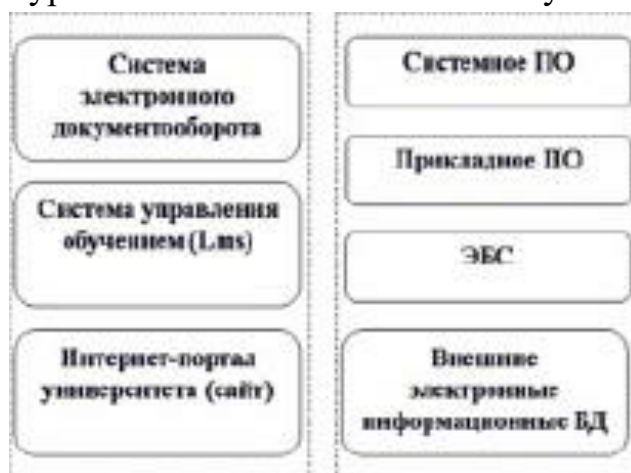 Система
электронного
документооборота
Система управления
обучением (Lms)
Интернет-портал
университета (сайт)
Системное ПО
Прикладное ПО
ЭБС
Внешние
электронные
информационные БД